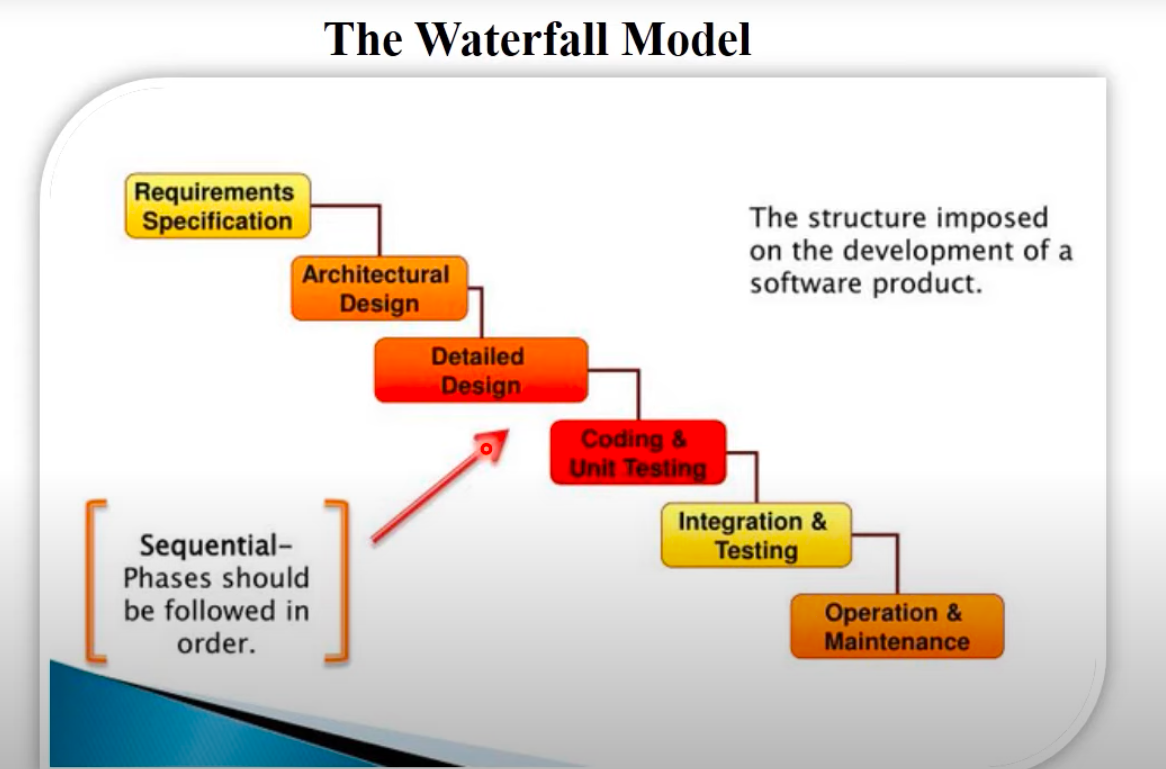 The Waterfall Model
Requirements
Specification
The structure imposed
on the development of a
software product.
Architectural
Design
Detailed
Design
Coding &
Unit Testing
Integration &
Testing
Sequential–
Phases should
be followed in
order.
Operation &
Maintenance